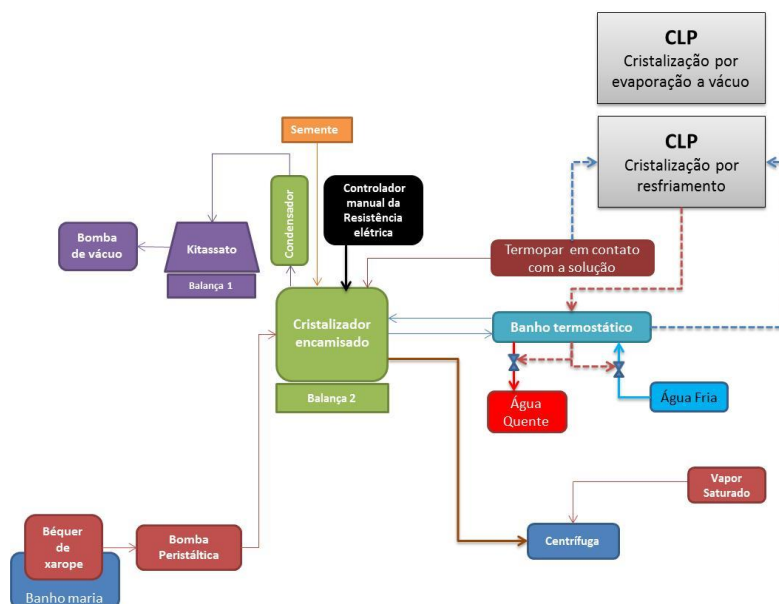 CLP
Cristalização por
evaporação a vácuo
CLP
Cristalização por
resfriamento
Semente
Controlador
manual da
Resistência
elétrica
Condensador
Bomba
de vácuo
Kitassato
Balança 1
Termopar em contato
com a solução
Cristalizador
encamisado
Banho termostático
Balança 2
Água
Quente
Água Fria
Vapor
Saturado
Béquer
de
xarope
Bomba
Peristáltica
Centrífuga
Banho maria